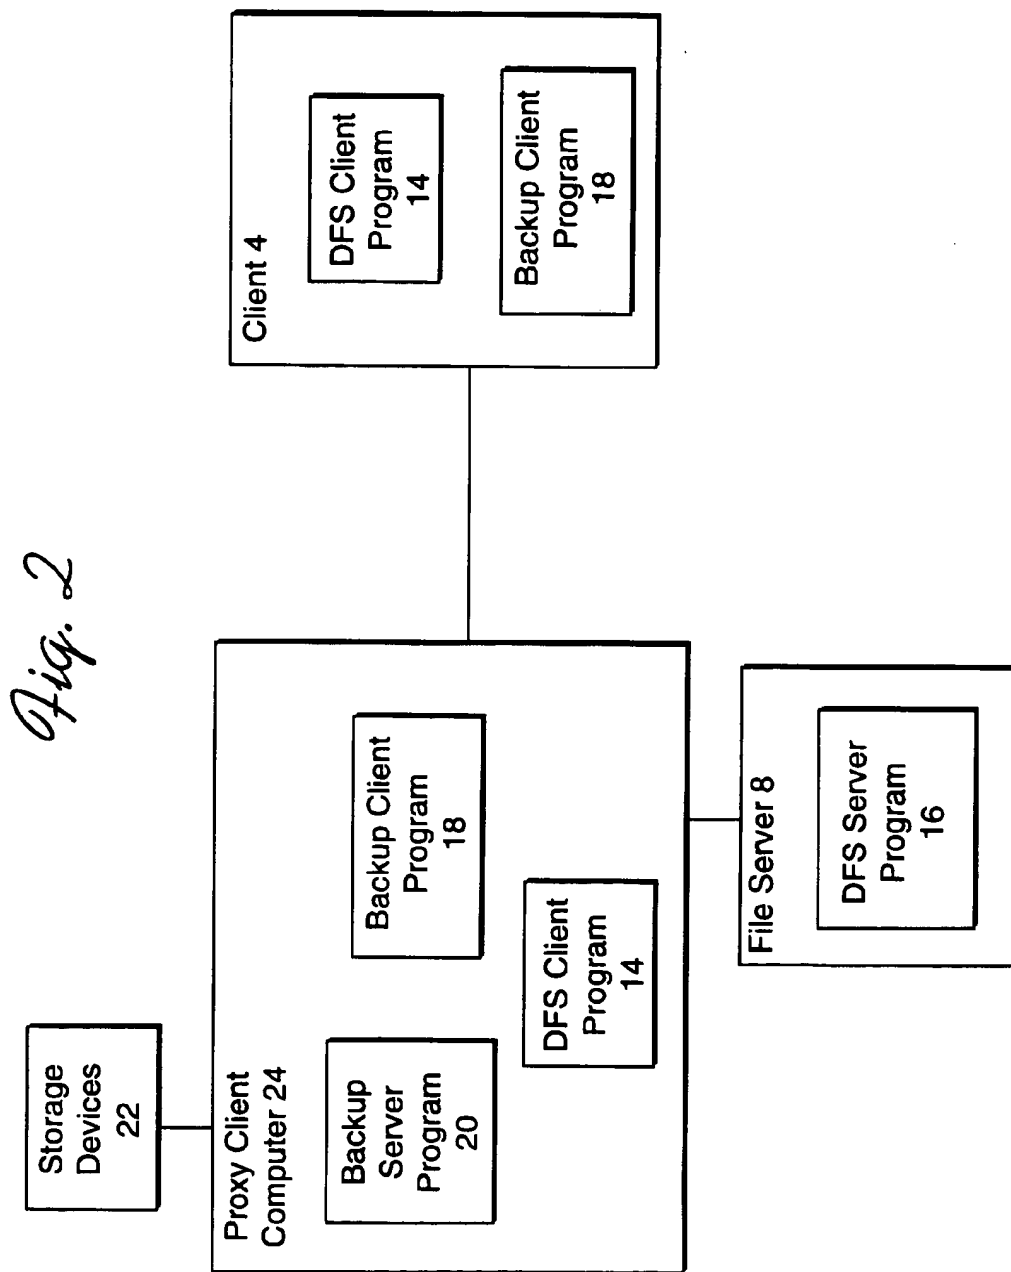 Fig. 2
Storage
Devices
22
Proxy Client
Computer 24
Backup
Server
Program
20
Backup Client
Program
18
DFS Client
Program
14
File Server 8
DFS Server
Program
16
Client 4
DFS Client
Program
14
Backup Client
Program
18